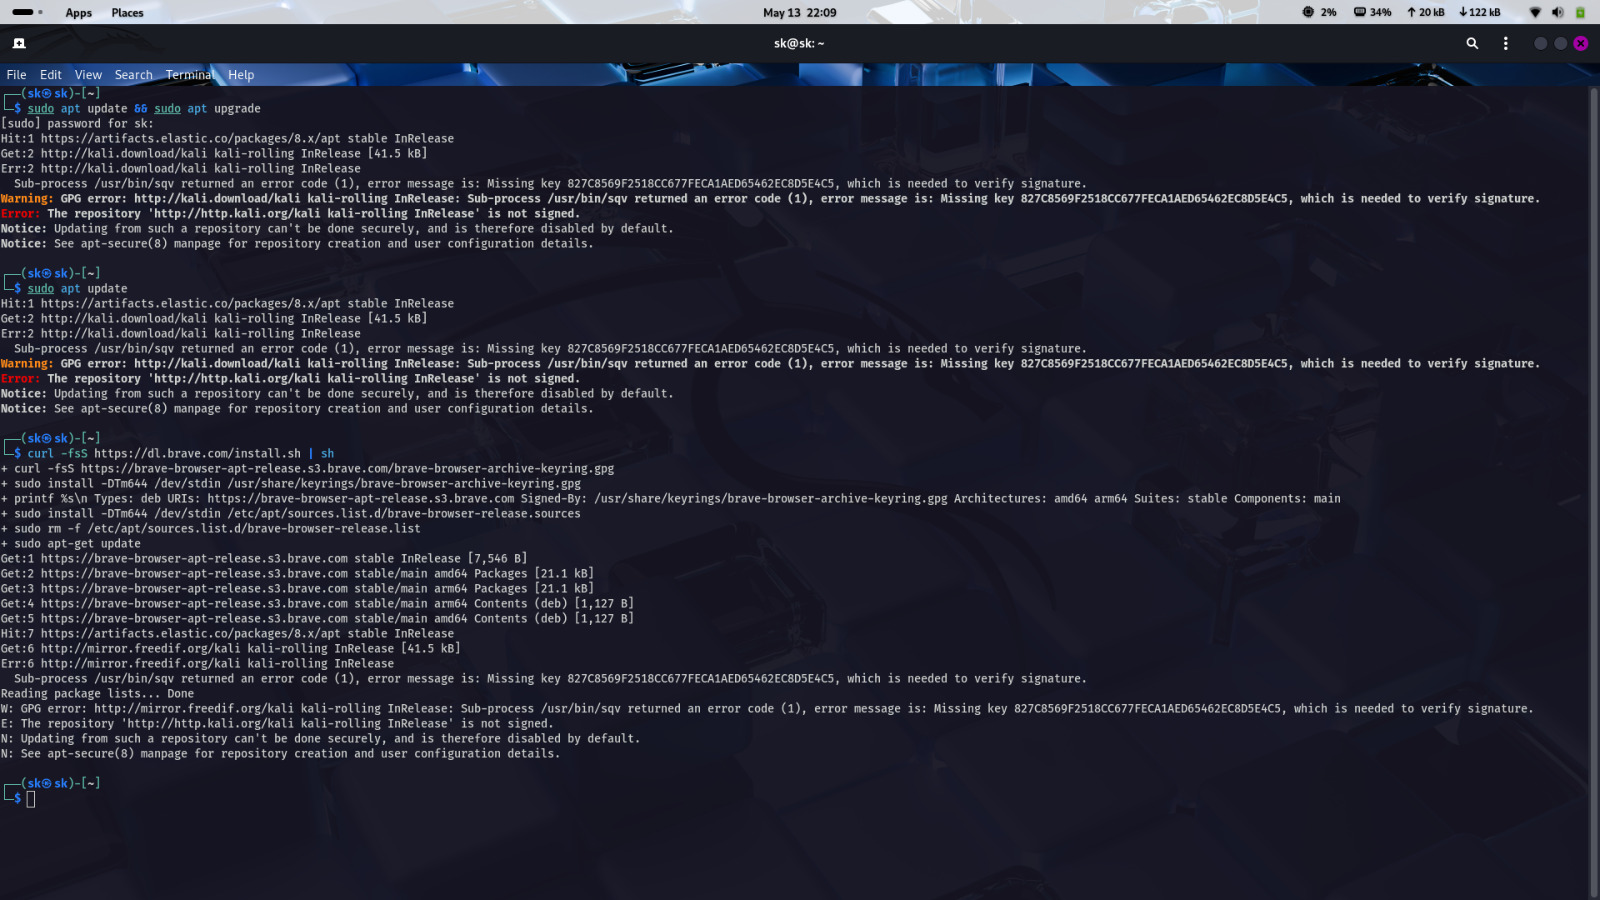 Apps Places May 13 22:09 2% 34% 20 kB 122 kB
sk@sk: ~
File Edit View Search Terminal Help
(sk㉿sk)-[~]
$ sudo apt update && sudo apt upgrade
[sudo] password for sk:
Hit:1 https://artifacts.elastic.co/packages/8.x/apt stable InRelease
Get:2 http://kali.download/kali kali-rolling InRelease [41.5 kB]
Err:2 http://kali.download/kali kali-rolling InRelease
Sub-process /usr/bin/sqv returned an error code (1), error message is: Missing key 827C8569F2518CC677FECA1AED65462EC8D5E4C5, which is needed to verify signature.
Warning: GPG error: http://kali.download/kali kali-rolling InRelease: Sub-process /usr/bin/sqv returned an error code (1), error message is: Missing key 827C8569F2518CC677FECA1AED65462EC8D5E4C5, which is needed to verify signature.
Error: The repository 'http://http.kali.org/kali kali-rolling InRelease' is not signed.
Notice: Updating from such a repository can't be done securely, and is therefore disabled by default.
Notice: See apt-secure(8) manpage for repository creation and user configuration details.
(sk㉿sk)-[~]
$ sudo apt update
Hit:1 https://artifacts.elastic.co/packages/8.x/apt stable InRelease
Get:2 http://kali.download/kali kali-rolling InRelease [41.5 kB]
Err:2 http://kali.download/kali kali-rolling InRelease
Sub-process /usr/bin/sqv returned an error code (1), error message is: Missing key 827C8569F2518CC677FECA1AED65462EC8D5E4C5, which is needed to verify signature.
Warning: GPG error: http://kali.download/kali kali-rolling InRelease: Sub-process /usr/bin/sqv returned an error code (1), error message is: Missing key 827C8569F2518CC677FECA1AED65462EC8D5E4C5, which is needed to verify signature.
Error: The repository 'http://http.kali.org/kali kali-rolling InRelease' is not signed.
Notice: Updating from such a repository can't be done securely, and is therefore disabled by default.
Notice: See apt-secure(8) manpage for repository creation and user configuration details.
(sk㉿sk)-[~]
$ curl -fsS https://dl.brave.com/install.sh | sh
+ curl -fsS https://brave-browser-apt-release.s3.brave.com/brave-browser-archive-keyring.gpg
+ sudo install -DTm644 /dev/stdin /usr/share/keyrings/brave-browser-archive-keyring.gpg
+ printf %s\n Types: deb URIs: https://brave-browser-apt-release.s3.brave.com Signed-By: /usr/share/keyrings/brave-browser-archive-keyring.gpg Architectures: amd64 arm64 Suites: stable Components: main
+ sudo install -DTm644 /dev/stdin /etc/apt/sources.list.d/brave-browser-release.sources
+ sudo rm -f /etc/apt/sources.list.d/brave-browser-release.list
+ sudo apt-get update
Get:1 https://brave-browser-apt-release.s3.brave.com stable InRelease [7,546 B]
Get:2 https://brave-browser-apt-release.s3.brave.com stable/main amd64 Packages [21.1 kB]
Get:3 https://brave-browser-apt-release.s3.brave.com stable/main arm64 Packages [21.1 kB]
Get:4 https://brave-browser-apt-release.s3.brave.com stable/main arm64 Contents (deb) [1,127 B]
Get:5 https://brave-browser-apt-release.s3.brave.com stable/main amd64 Contents (deb) [1,127 B]
Hit:7 https://artifacts.elastic.co/packages/8.x/apt stable InRelease
Get:6 http://mirror.freedif.org/kali kali-rolling InRelease [41.5 kB]
Err:6 http://mirror.freedif.org/kali kali-rolling InRelease
Sub-process /usr/bin/sqv returned an error code (1), error message is: Missing key 827C8569F2518CC677FECA1AED65462EC8D5E4C5, which is needed to verify signature.
Reading package lists... Done
W: GPG error: http://mirror.freedif.org/kali kali-rolling InRelease: Sub-process /usr/bin/sqv returned an error code (1), error message is: Missing key 827C8569F2518CC677FECA1AED65462EC8D5E4C5, which is needed to verify signature.
E: The repository 'http://http.kali.org/kali kali-rolling InRelease' is not signed.
N: Updating from such a repository can't be done securely, and is therefore disabled by default.
N: See apt-secure(8) manpage for repository creation and user configuration details.
(sk㉿sk)-[~]
$